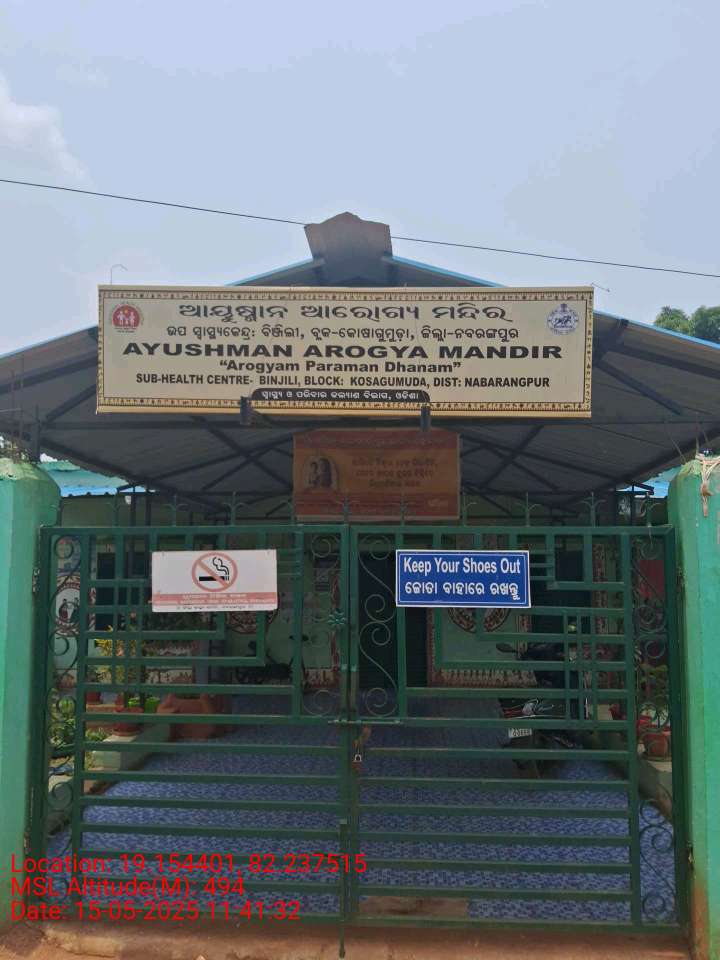 ଆୟୁଷ୍ମାନ ଆରୋଗ୍ୟ ମନ୍ଦିର
ଉପ ସ୍ୱାସ୍ଥ୍ୟକେନ୍ଦ୍ର: ବିଞ୍ଜିଲୀ, ବ୍ଲକ-କୋଷାଗୁମୁଡ଼ା, ଜିଲ୍ଲା-ନବରଙ୍ଗପୁର
AYUSHMAN AROGYA MANDIR
"Arogyam Paraman Dhanam"
SUB-HEALTH CENTRE- BINJILI, BLOCK: KOSAGUMUDA, DIST: NABARANGPUR
ସ୍ୱାସ୍ଥ୍ୟ ଓ ପରିବାର କଲ୍ୟାଣ ବିଭାଗ, ଓଡ଼ିଶା
Keep Your Shoes Out
ଜୋତା ବାହାରେ ରଖନ୍ତୁ
Location: 19.154401, 82.237515
MSL Altitude(M): 494
Date: 15-05-2025 11:41:32